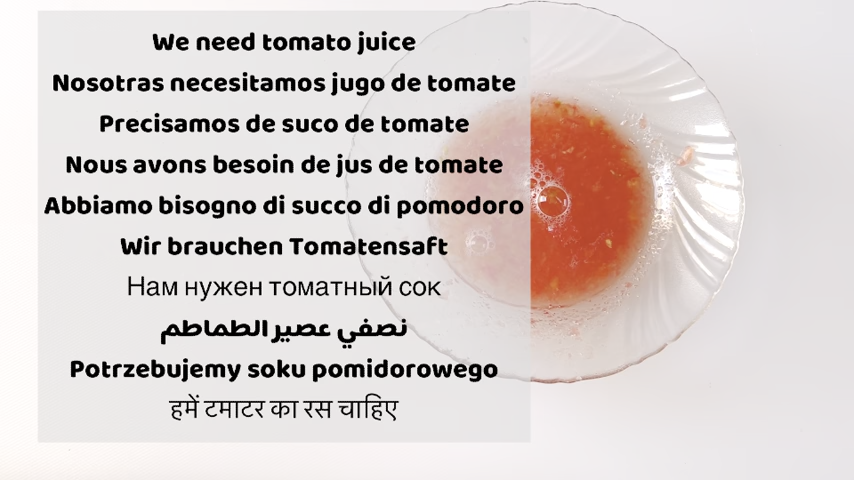 We need tomato juice
Nosotras necesitamos jugo de tomate
Precisamos de suco de tomate
Nous avons besoin de jus de tomate
Abbiamo bisogno di succo di pomodoro
Wir brauchen Tomatensaft
Нам нужен томатный сок
نصفي عصير الطماطم
Potrzebujemy soku pomidorowego
हमें टमाटर का रस चाहिए